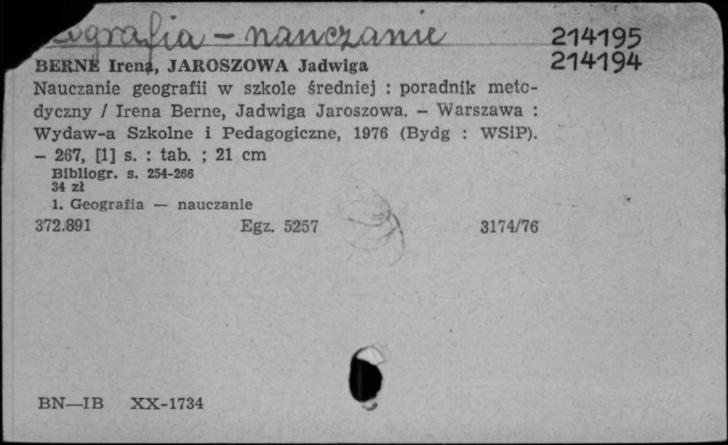 Geografia - nauczanie
214195
214194
BERNE Irena, JAROSZOWA Jadwiga
Nauczanie geografii w szkole średniej : poradnik meto-
dyczny / Irena Berne, Jadwiga Jaroszowa. – Warszawa :
Wydaw-a Szkolne i Pedagogiczne, 1976 (Bydg : WSiP).
– 267, [1] s. : tab. ; 21 cm
Bibliogr. s. 254-266
34 zł
1. Geografia — nauczanie
372.891 Egz. 5257 3174/76
BN—IB XX-1734